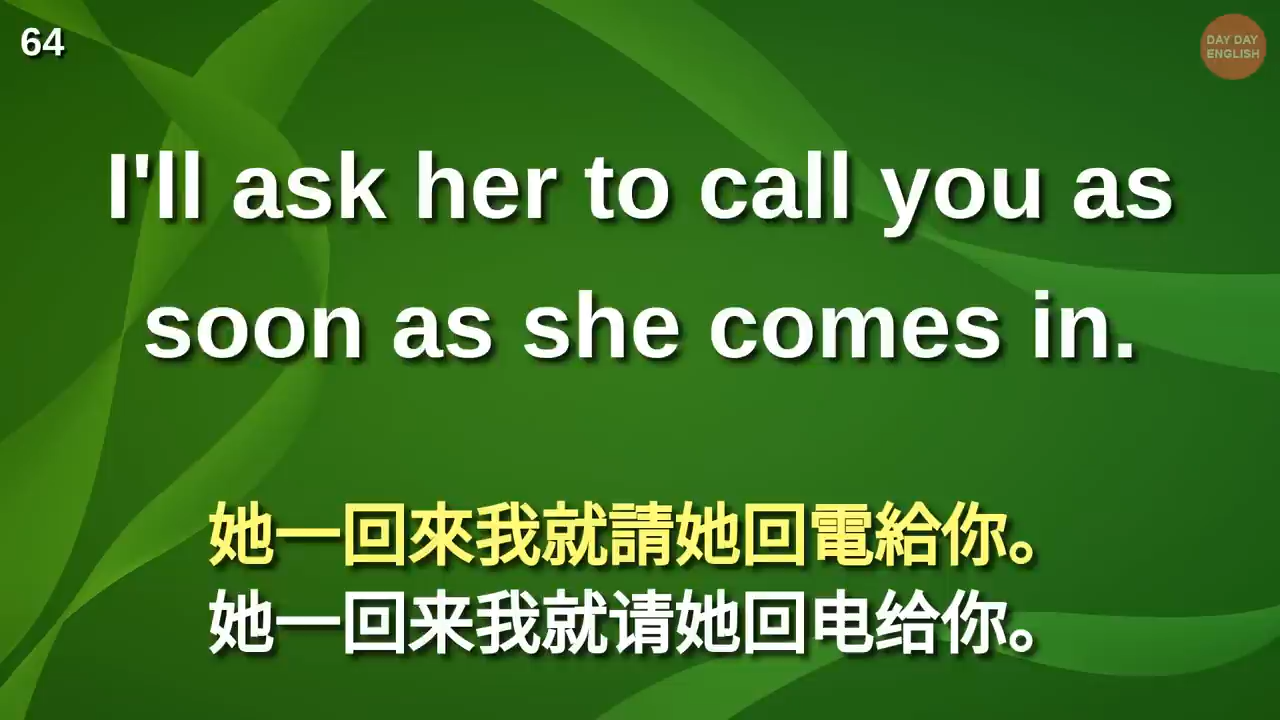 64
DAY DAY
ENGLISH
I'll ask her to call you as
soon as she comes in.
她一回來我就請她回電給你。
她一回来我就请她回电给你。